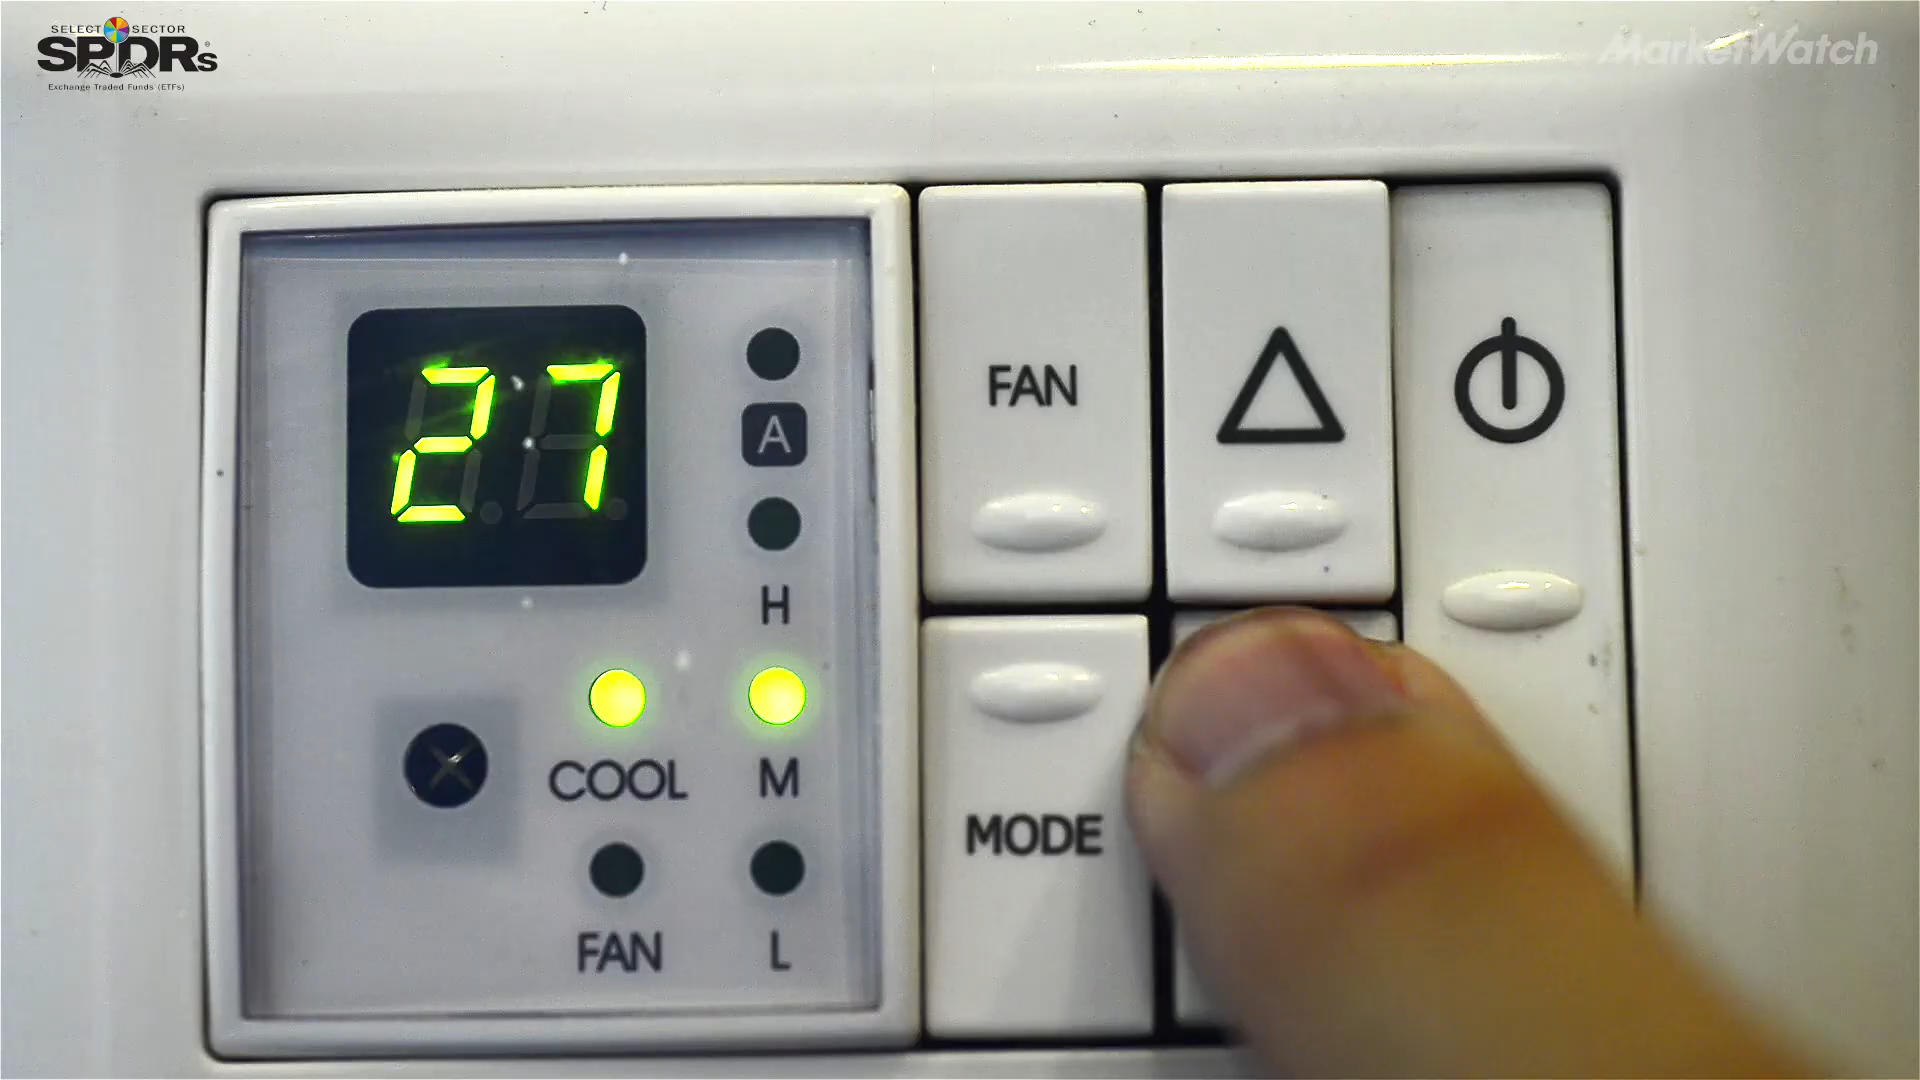 SELECT SECTOR
SPDRs
Exchange Traded Funds (ETFs)
MarketWatch
27
A
H
COOL
M
FAN
L
FAN
MODE